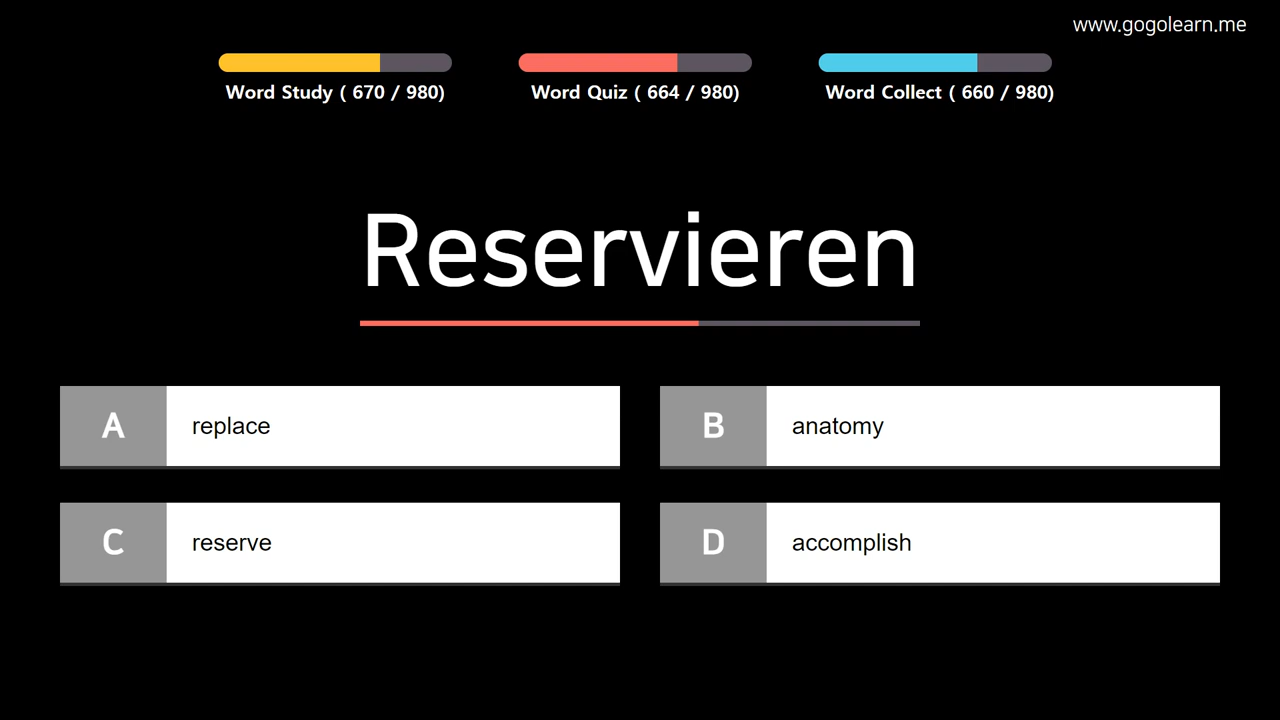 www.gogolearn.me
Word Study ( 670 / 980)
Word Quiz ( 664 / 980)
Word Collect ( 660 / 980)
Reservieren
A replace
B anatomy
C reserve
D accomplish